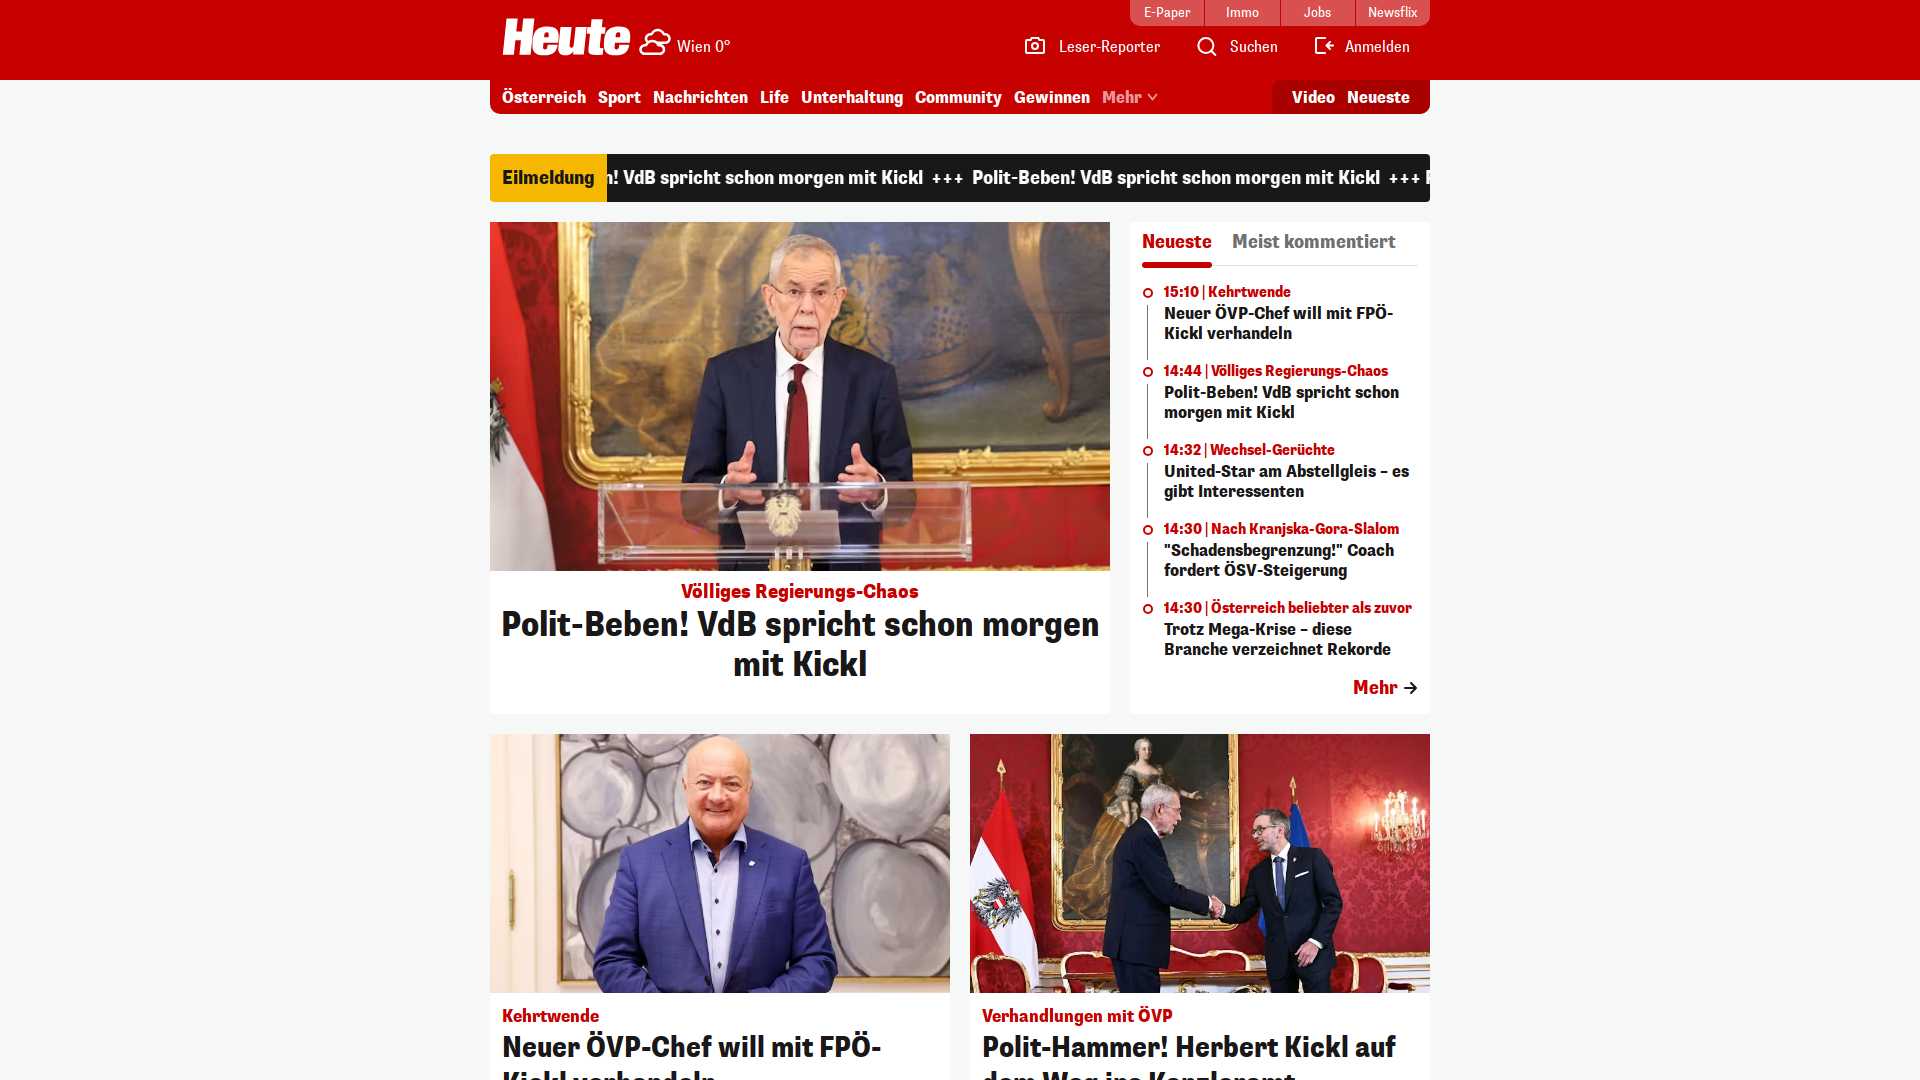 E-Paper
Immo
Jobs
Newsflix
Heute
Wien 0°
Leser-Reporter
Suchen
Anmelden
Österreich Sport Nachrichten Life Unterhaltung Community Gewinnen Mehr
Video Neueste
Eilmeldung
! VdB spricht schon morgen mit Kickl +++ Polit-Beben! VdB spricht schon morgen mit Kickl +++
Völliges Regierungs-Chaos
Polit-Beben! VdB spricht schon morgen
mit Kickl
Neueste
Meist kommentiert
15:10 | Kehrtwende
Neuer ÖVP-Chef will mit FPÖ-
Kickl verhandeln
14:44 | Völliges Regierungs-Chaos
Polit-Beben! VdB spricht schon
morgen mit Kickl
14:32 | Wechsel-Gerüchte
United-Star am Abstellgleis – es
gibt Interessenten
14:30 | Nach Kranjska-Gora-Slalom
"Schadensbegrenzung!" Coach
fordert ÖSV-Steigerung
14:30 | Österreich beliebter als zuvor
Trotz Mega-Krise – diese
Branche verzeichnet Rekorde
Mehr
Kehrtwende
Neuer ÖVP-Chef will mit FPÖ-
Kickl verhandeln
Verhandlungen mit ÖVP
Polit-Hammer! Herbert Kickl auf
dem Weg ins Kanzleramt